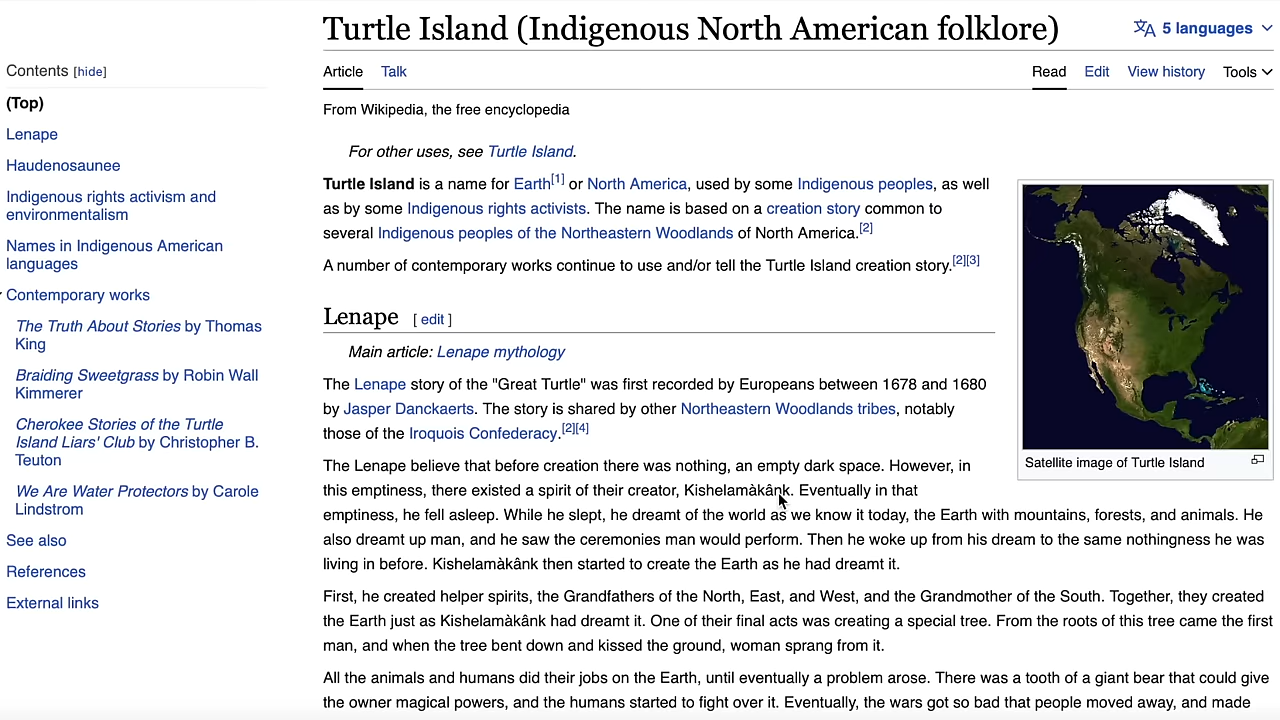 Turtle Island (Indigenous North American folklore)
5 languages
Contents [hide]
(Top)
Lenape
Haudenosaunee
Indigenous rights activism and
environmentalism
Names in Indigenous American
languages
Contemporary works
The Truth About Stories by Thomas
King
Braiding Sweetgrass by Robin Wall
Kimmerer
Cherokee Stories of the Turtle
Island Liars' Club by Christopher B.
Teuton
We Are Water Protectors by Carole
Lindstrom
See also
References
External links
Article Talk Read Edit View history Tools
From Wikipedia, the free encyclopedia
For other uses, see Turtle Island.
Turtle Island is a name for Earth[1] or North America, used by some Indigenous peoples, as well
as by some Indigenous rights activists. The name is based on a creation story common to
several Indigenous peoples of the Northeastern Woodlands of North America.[2]
A number of contemporary works continue to use and/or tell the Turtle Island creation story.[2][3]
Satellite image of Turtle Island
Lenape [ edit ]
Main article: Lenape mythology
The Lenape story of the "Great Turtle" was first recorded by Europeans between 1678 and 1680
by Jasper Danckaerts. The story is shared by other Northeastern Woodlands tribes, notably
those of the Iroquois Confederacy.[2][4]
The Lenape believe that before creation there was nothing, an empty dark space. However, in
this emptiness, there existed a spirit of their creator, Kishelamàkânk. Eventually in that
emptiness, he fell asleep. While he slept, he dreamt of the world as we know it today, the Earth with mountains, forests, and animals. He
also dreamt up man, and he saw the ceremonies man would perform. Then he woke up from his dream to the same nothingness he was
living in before. Kishelamàkânk then started to create the Earth as he had dreamt it.
First, he created helper spirits, the Grandfathers of the North, East, and West, and the Grandmother of the South. Together, they created
the Earth just as Kishelamàkânk had dreamt it. One of their final acts was creating a special tree. From the roots of this tree came the first
man, and when the tree bent down and kissed the ground, woman sprang from it.
All the animals and humans did their jobs on the Earth, until eventually a problem arose. There was a tooth of a giant bear that could give
the owner magical powers, and the humans started to fight over it. Eventually, the wars got so bad that people moved away, and made